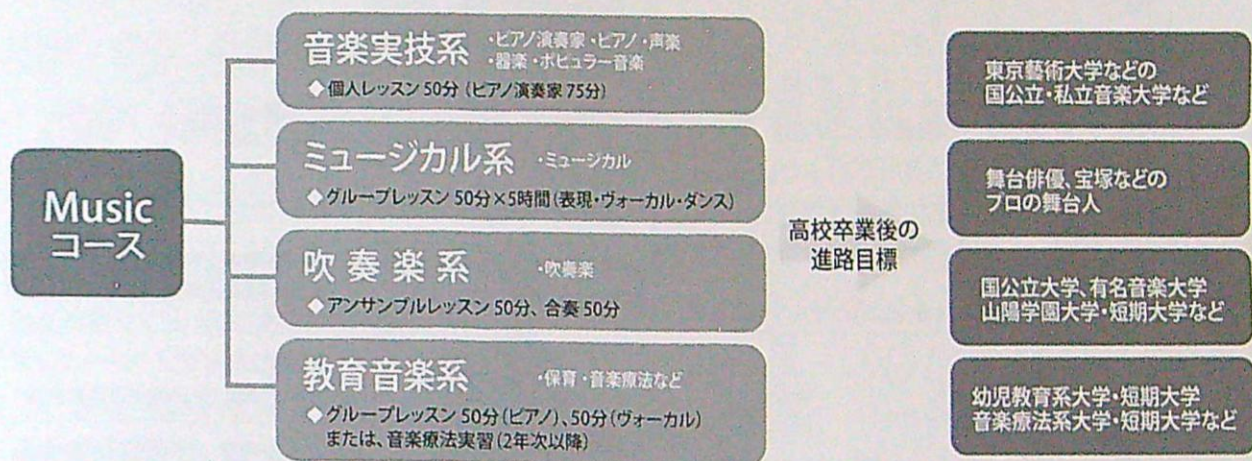 Music
コース
音楽実技系 ・ピアノ演奏家・ピアノ・声楽
・器楽・ポピュラー音楽
◆個人レッスン 50分 (ピアノ演奏家 75分)
ミュージカル系 ・ミュージカル
◆グループレッスン 50分×5時間(表現・ヴォーカル・ダンス)
吹奏楽系 ・吹奏楽
◆アンサンブルレッスン 50分、合奏 50分
教育音楽系 ・保育・音楽療法など
◆グループレッスン 50分(ピアノ)、50分(ヴォーカル)
または、音楽療法実習(2年次以降)
高校卒業後の
進路目標
東京藝術大学などの
国公立・私立音楽大学など
舞台俳優、宝塚などの
プロの舞台人
国公立大学、有名音楽大学
山陽学園大学・短期大学など
幼児教育系大学・短期大学
音楽療法系大学・短期大学など